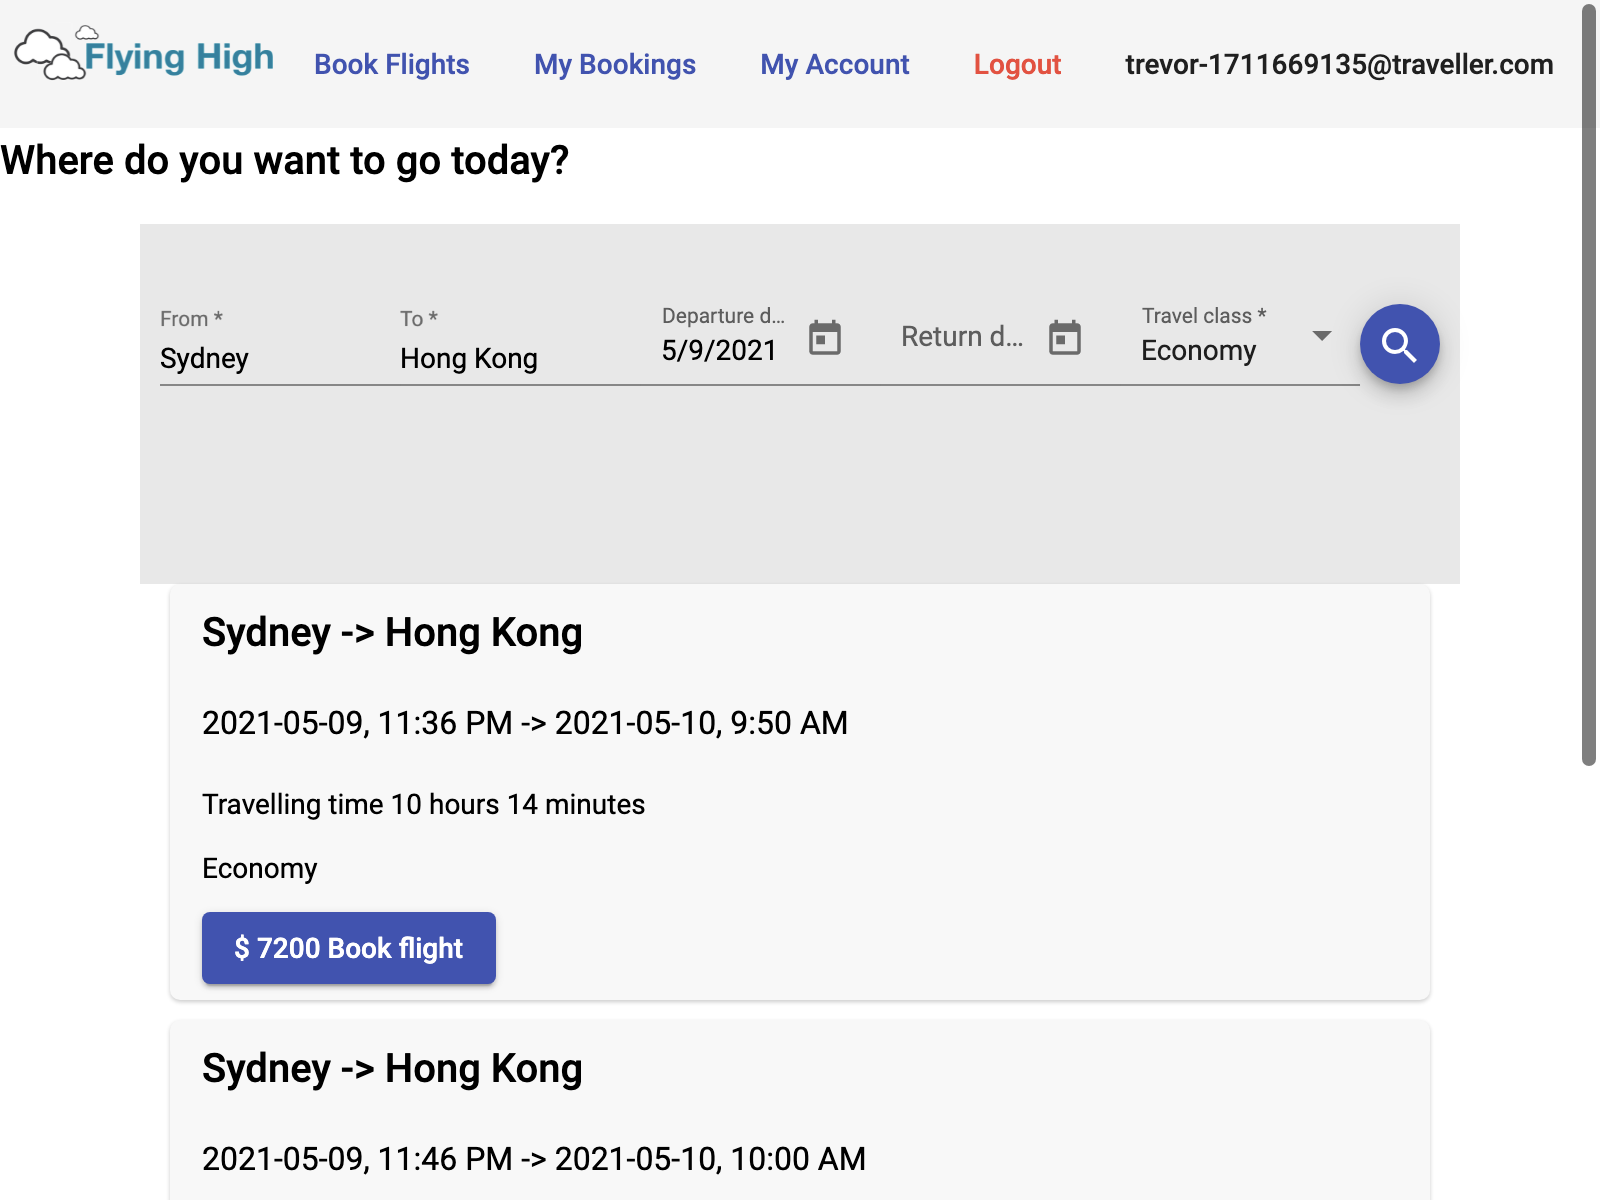 Flying High
Book Flights
My Bookings
My Account
Logout
trevor-1711669135@traveller.com
Where do you want to go today?
From *
Sydney
To *
Hong Kong
Departure d...
5/9/2021
Return d...
Travel class *
Economy
Sydney -> Hong Kong
2021-05-09, 11:36 PM -> 2021-05-10, 9:50 AM
Travelling time 10 hours 14 minutes
Economy
$ 7200 Book flight
Sydney -> Hong Kong
2021-05-09, 11:46 PM -> 2021-05-10, 10:00 AM